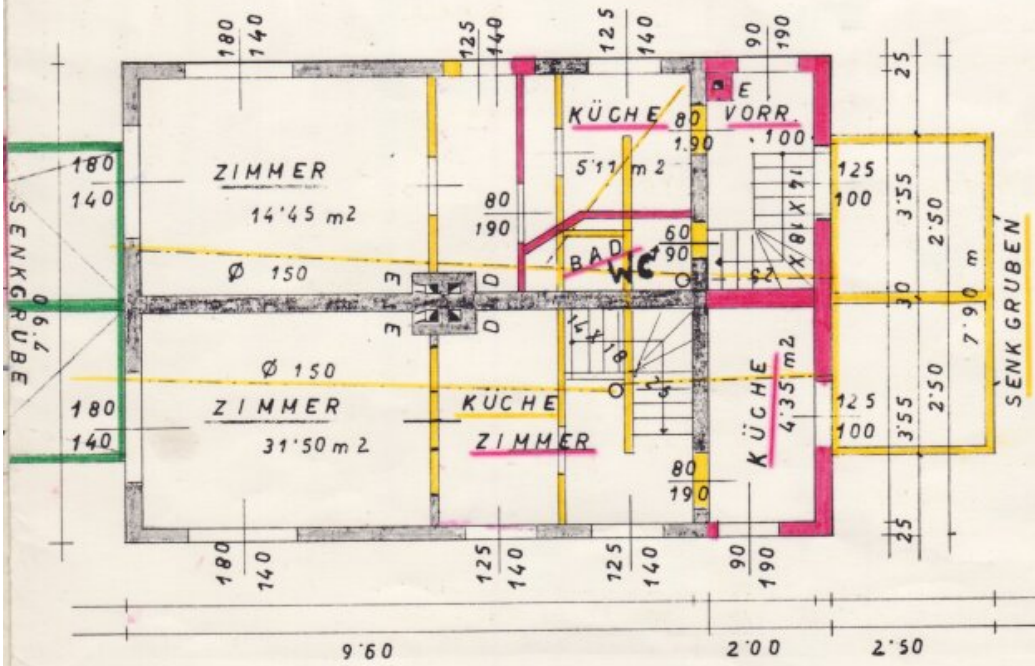 180
140
125
140
125
140
90
190
25
KÜCHE
80
1.90
E
VORR.
100
5'11 m2
180
140
ZIMMER
14'45 m2
80
190
14 X 18
125
100
3.55
2.50
BAD
WC
60
90
25
SENKGRUBE
Ø 150
E
D
E
D
30
7.60 m
SENKGRUBEN
Ø 150
14 X 18
25
180
140
ZIMMER
31'50 m2
KÜCHE
ZIMMER
KÜCHE
4.35 m2
125
100
3.55
2.50
80
190
25
180
140
125
140
125
140
90
190
9.60
2.00
2.50